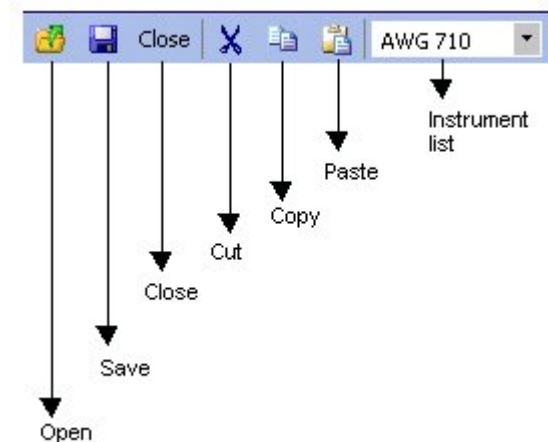 Close
AWG 710
Instrument
list
Paste
Copy
Cut
Close
Save
Open